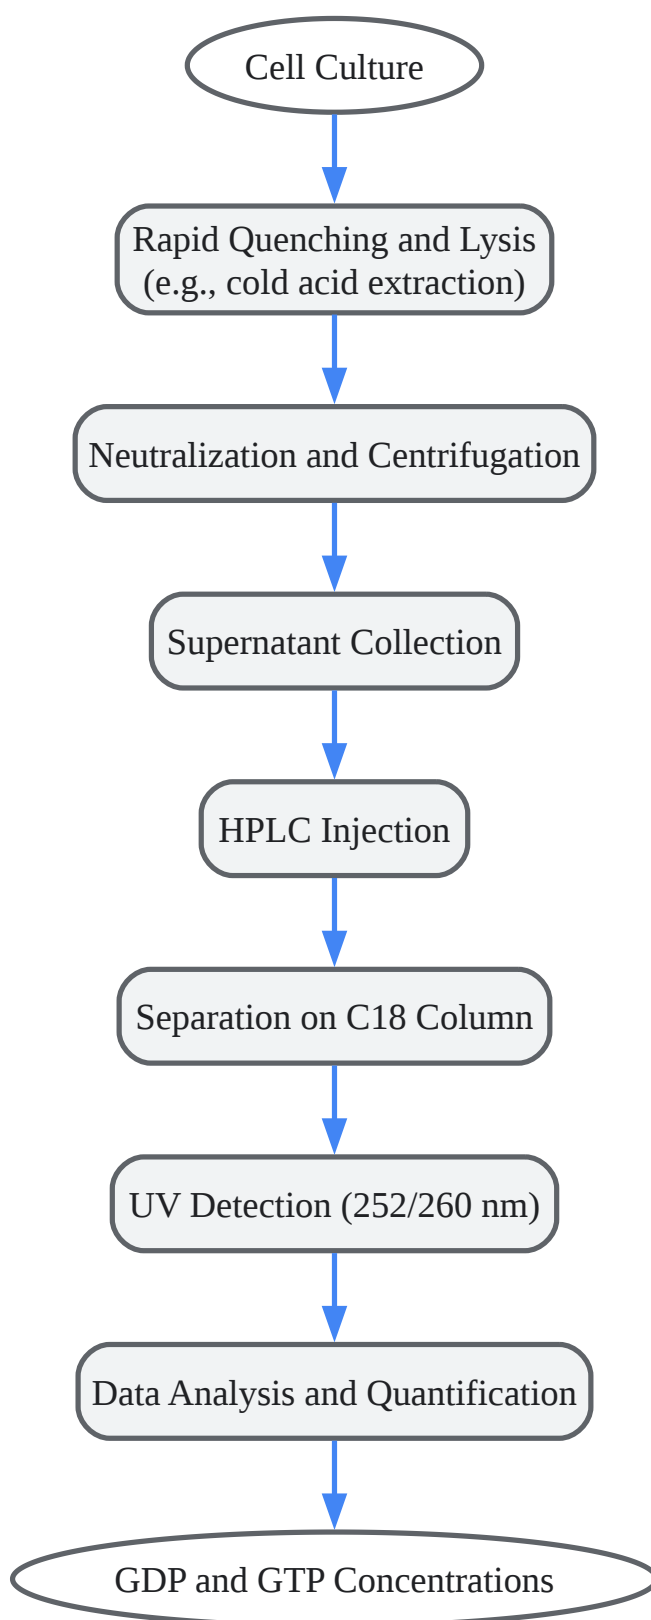 Cell Culture
Rapid Quenching and Lysis
(e.g., cold acid extraction)
Neutralization and Centrifugation
Supernatant Collection
HPLC Injection
Separation on C18 Column
UV Detection (252/260 nm)
Data Analysis and Quantification
GDP and GTP Concentrations